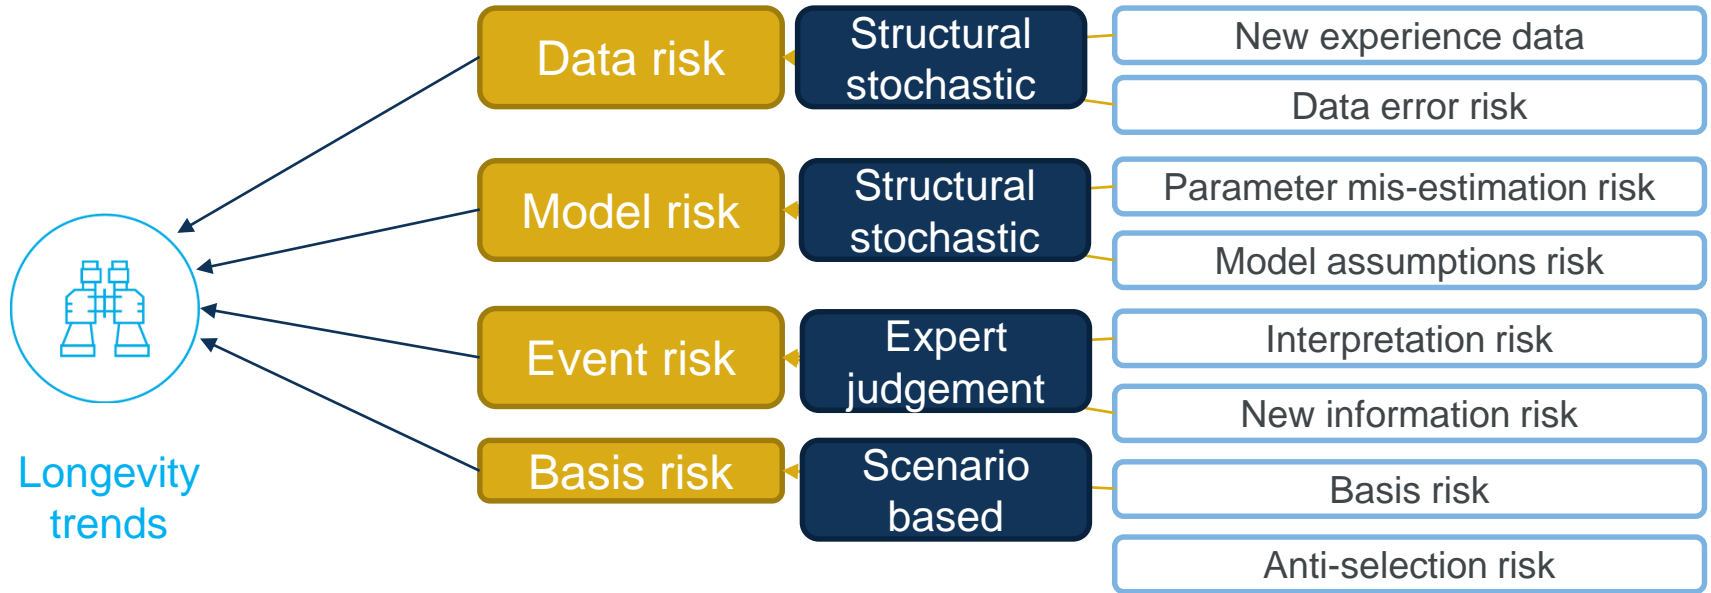 Data risk
Structural
stochastic
New experience data
Data error risk
Model risk
Structural
stochastic
Parameter mis-estimation risk
Model assumptions risk
Event risk
Expert
judgement
Interpretation risk
New information risk
Basis risk
Scenario
based
Basis risk
Anti-selection risk
Longevity
trends